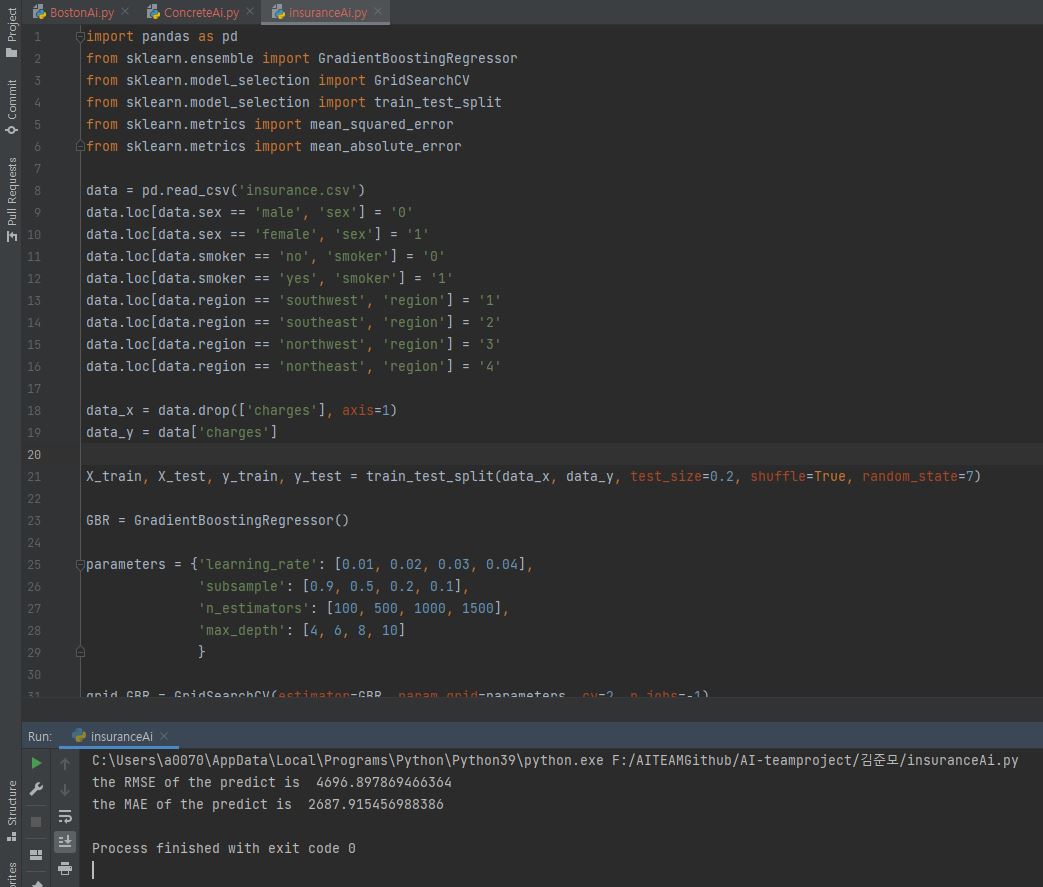 BostonAi.py
ConcreteAi.py
insuranceAi.py
Project
Commit
Pull Requests
1 import pandas as pd
2 from sklearn.ensemble import GradientBoostingRegressor
3 from sklearn.model_selection import GridSearchCV
4 from sklearn.model_selection import train_test_split
5 from sklearn.metrics import mean_squared_error
6 from sklearn.metrics import mean_absolute_error
7
8 data = pd.read_csv('insurance.csv')
9 data.loc[data.sex == 'male', 'sex'] = '0'
10 data.loc[data.sex == 'female', 'sex'] = '1'
11 data.loc[data.smoker == 'no', 'smoker'] = '0'
12 data.loc[data.smoker == 'yes', 'smoker'] = '1'
13 data.loc[data.region == 'southwest', 'region'] = '1'
14 data.loc[data.region == 'southeast', 'region'] = '2'
15 data.loc[data.region == 'northwest', 'region'] = '3'
16 data.loc[data.region == 'northeast', 'region'] = '4'
17
18 data_x = data.drop(['charges'], axis=1)
19 data_y = data['charges']
20
21 X_train, X_test, y_train, y_test = train_test_split(data_x, data_y, test_size=0.2, shuffle=True, random_state=7)
22
23 GBR = GradientBoostingRegressor()
24
25 parameters = {'learning_rate': [0.01, 0.02, 0.03, 0.04],
26 'subsample': [0.9, 0.5, 0.2, 0.1],
27 'n_estimators': [100, 500, 1000, 1500],
28 'max_depth': [4, 6, 8, 10]
29 }
30
31 grid_GBR = GridSearchCV(estimator=GBR, param_grid=parameters, cv=2, n_jobs=-1)
Run: insuranceAi
C:\Users\a0070\AppData\Local\Programs\Python\Python39\python.exe F:/AITEAMGithub/AI-teamproject/김준모/insuranceAi.py
the RMSE of the predict is 4696.897869466364
the MAE of the predict is 2687.915456988386
Process finished with exit code 0
Structure